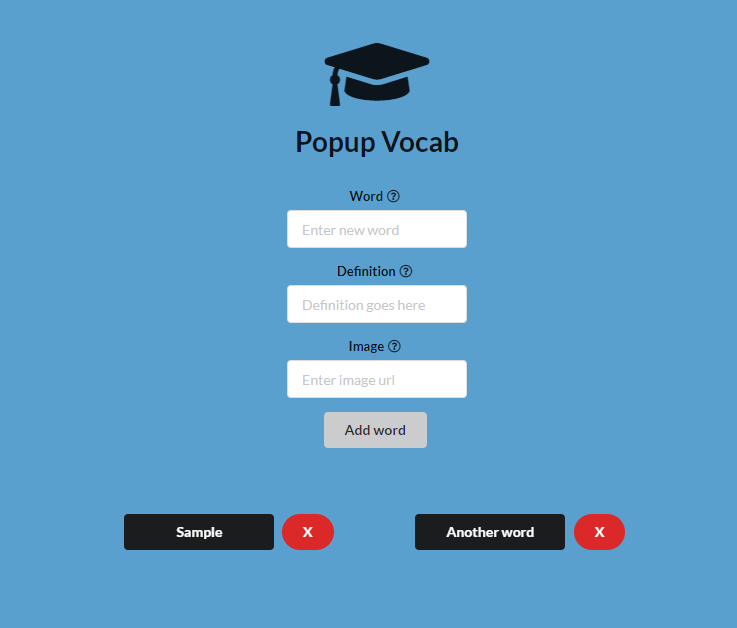 Popup Vocab
Word ?
Enter new word
Definition ?
Definition goes here
Image ?
Enter image url
Add word
Sample X Another word X